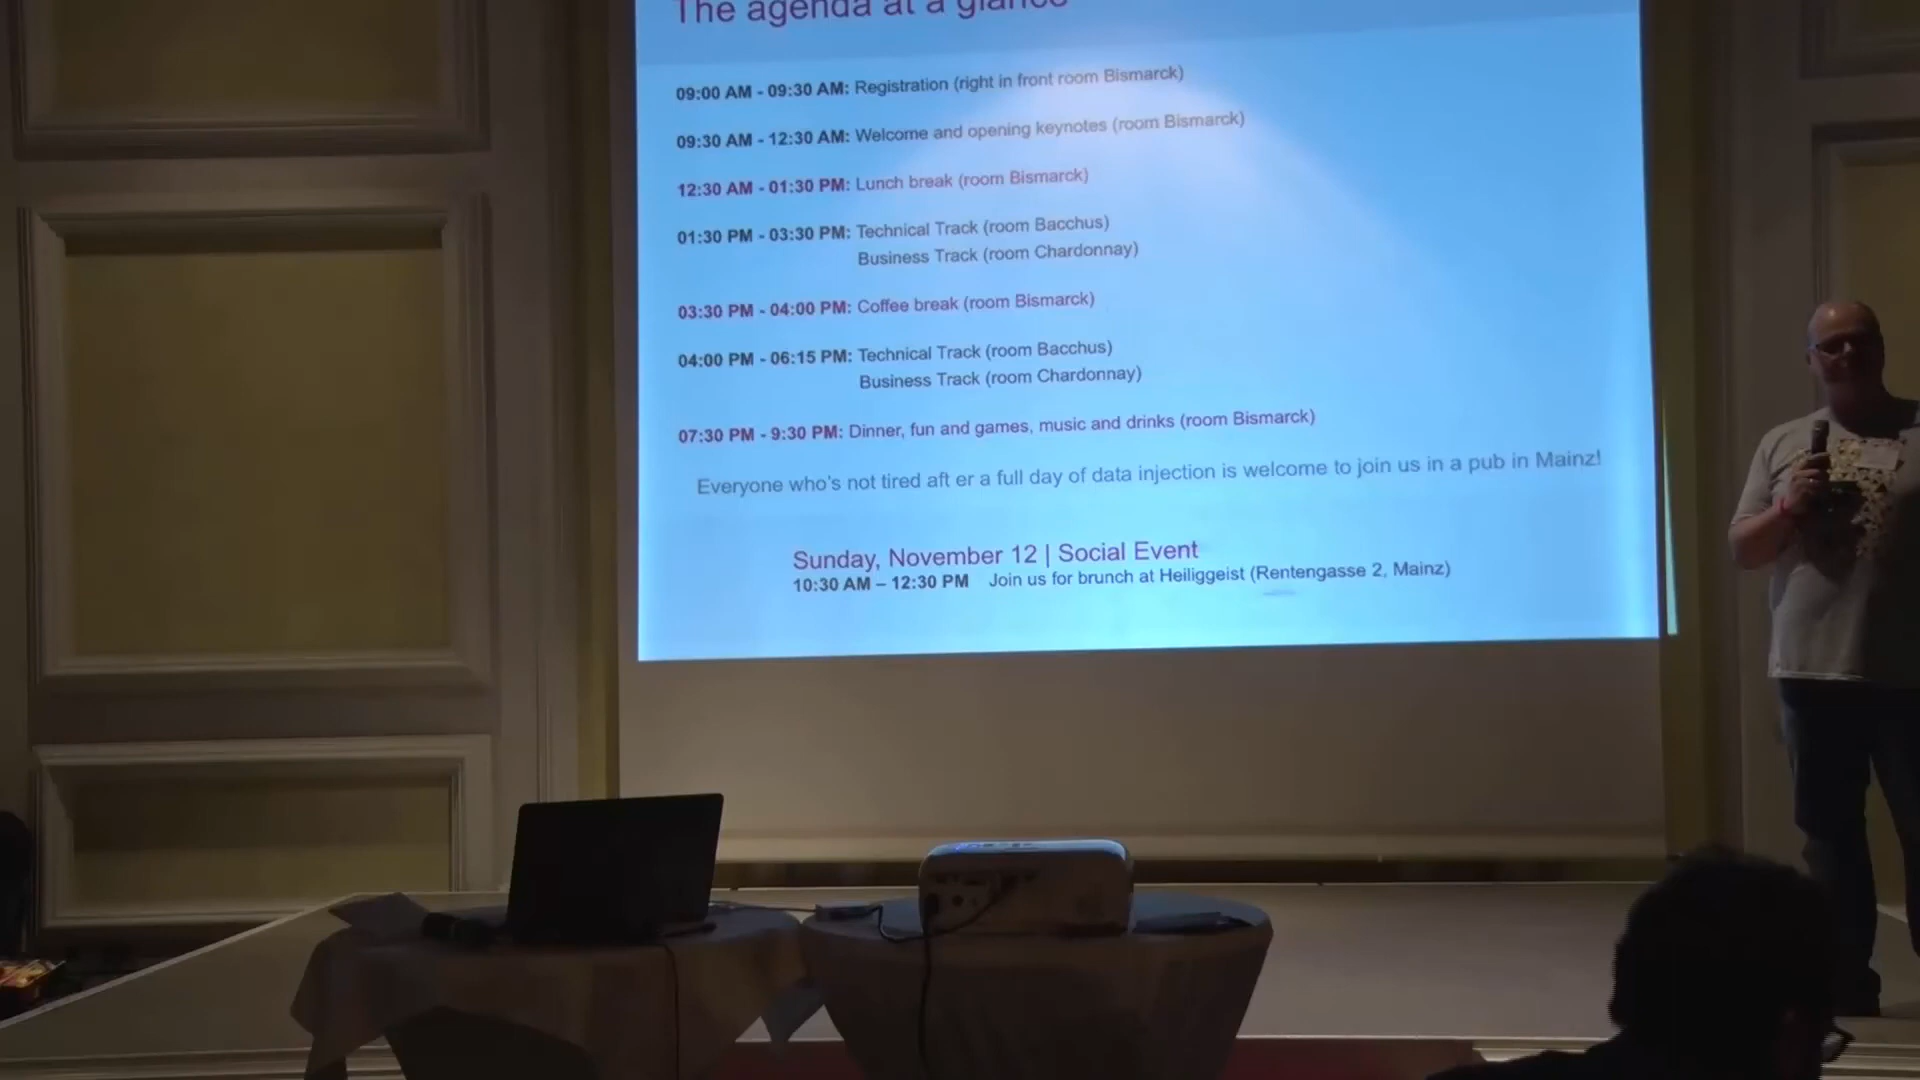 The agenda at a glance
09:00 AM - 09:30 AM: Registration (right in front room Bismarck)
09:30 AM - 12:30 AM: Welcome and opening keynotes (room Bismarck)
12:30 AM - 01:30 PM: Lunch break (room Bismarck)
01:30 PM - 03:30 PM: Technical Track (room Bacchus)
Business Track (room Chardonnay)
03:30 PM - 04:00 PM: Coffee break (room Bismarck)
04:00 PM - 06:15 PM: Technical Track (room Bacchus)
Business Track (room Chardonnay)
07:30 PM - 9:30 PM: Dinner, fun and games, music and drinks (room Bismarck)
Everyone who's not tired aft er a full day of data injection is welcome to join us in a pub in Mainz!
Sunday, November 12 | Social Event
10:30 AM – 12:30 PM Join us for brunch at Heiliggeist (Rentengasse 2, Mainz)